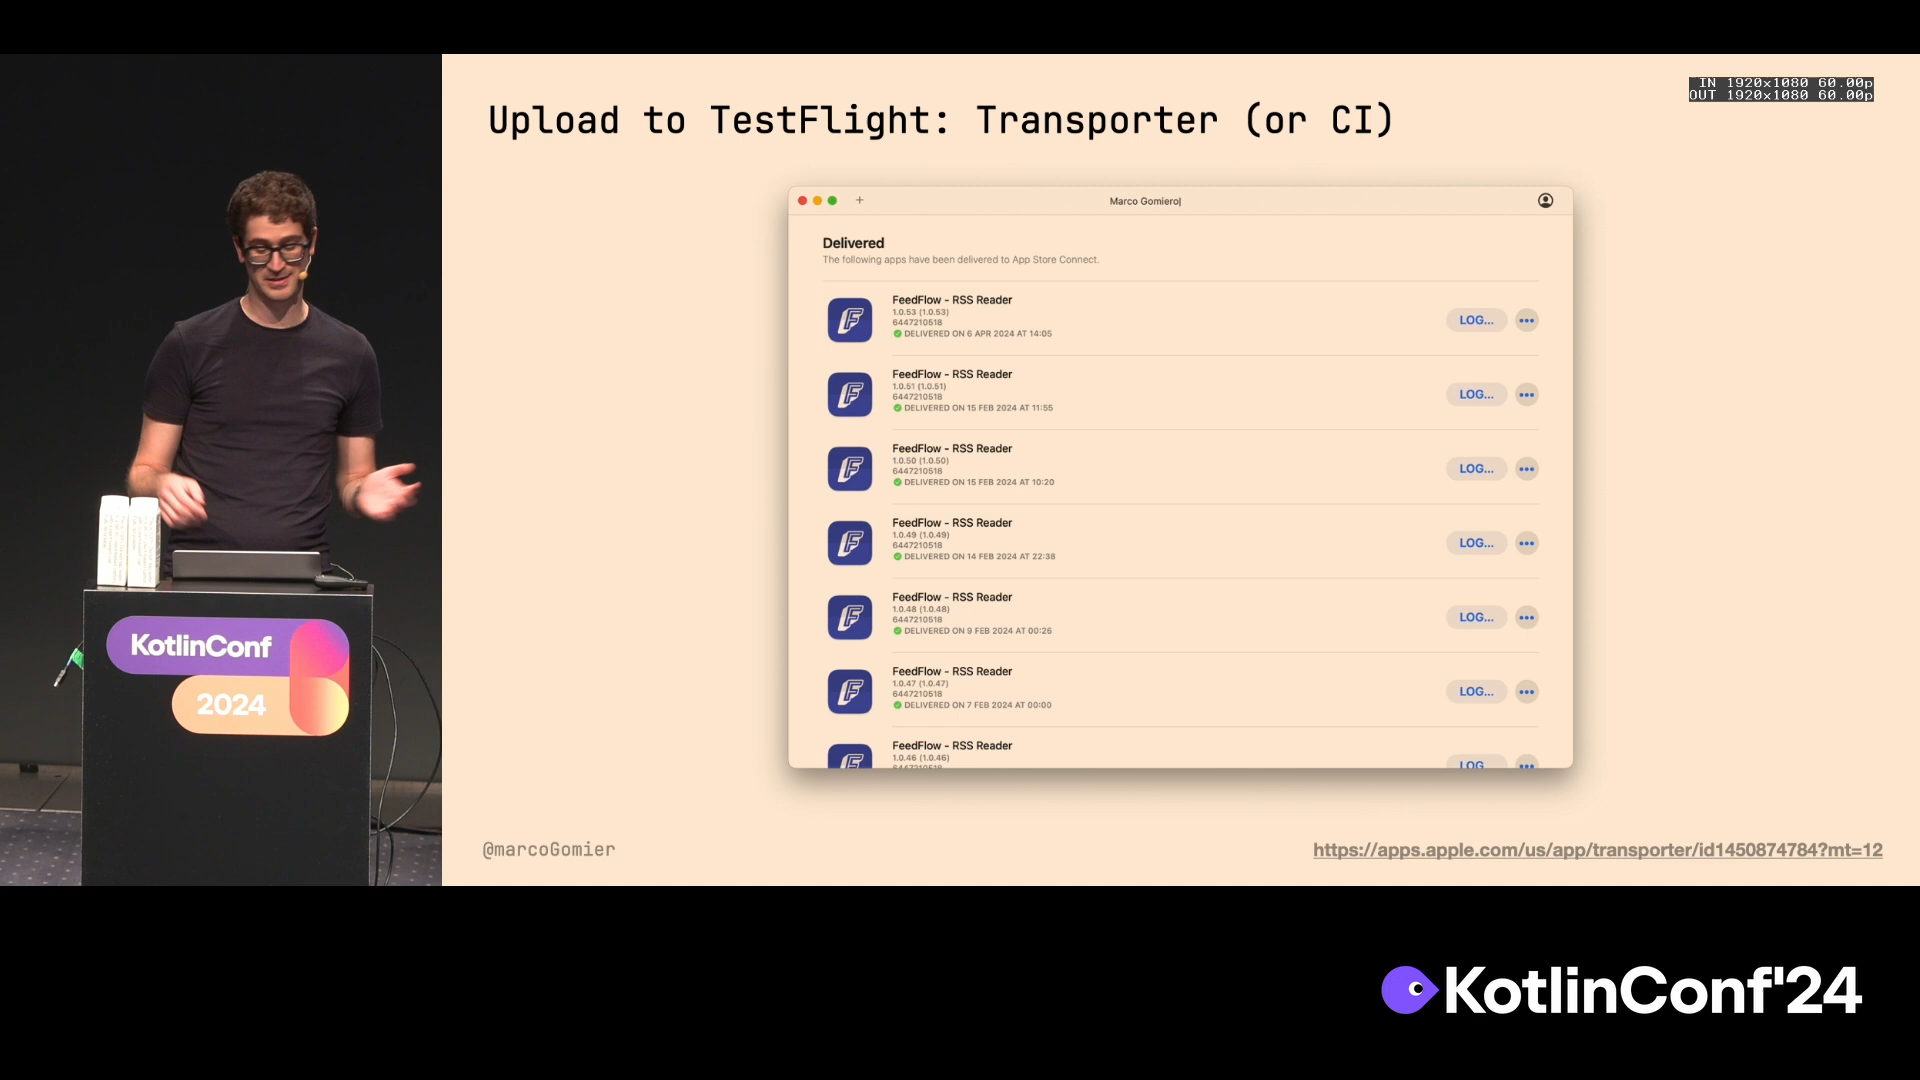 IN 1920x1080 60.00p
OUT 1920x1080 60.00p
Upload to TestFlight: Transporter (or CI)
Marco Gomiero
Delivered
The following apps have been delivered to App Store Connect.
FeedFlow - RSS Reader
1.0.53 (1.0.53)
6447210518
DELIVERED ON 6 APR 2024 AT 14:05
LOG...
FeedFlow - RSS Reader
1.0.51 (1.0.51)
6447210518
DELIVERED ON 15 FEB 2024 AT 11:55
LOG...
FeedFlow - RSS Reader
1.0.50 (1.0.50)
6447210518
DELIVERED ON 15 FEB 2024 AT 10:20
LOG...
FeedFlow - RSS Reader
1.0.49 (1.0.49)
6447210518
DELIVERED ON 14 FEB 2024 AT 22:38
LOG...
FeedFlow - RSS Reader
1.0.48 (1.0.48)
6447210518
DELIVERED ON 9 FEB 2024 AT 00:26
LOG...
FeedFlow - RSS Reader
1.0.47 (1.0.47)
6447210518
DELIVERED ON 7 FEB 2024 AT 00:00
LOG...
FeedFlow - RSS Reader
1.0.46 (1.0.46)
6447210518
LOG
@marcoGomier
https://apps.apple.com/us/app/transporter/id1450874784?mt=12
KotlinConf
2024
KotlinConf'24